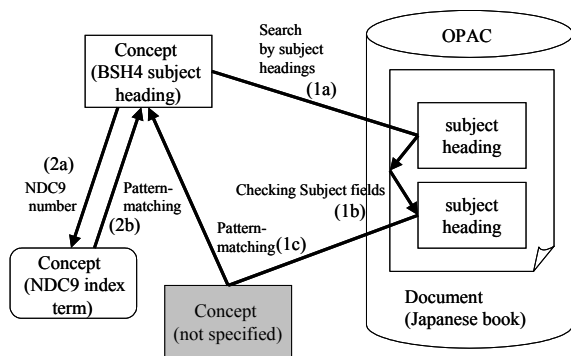 Concept
(BSH4 subject
heading)
Search
by subject
headings
(1a)
OPAC
subject
heading
(2a)
NDC9
number
Pattern-
matching
(2b)
Checking Subject fields
(1b)
Pattern-
matching(1c)
subject
heading
Concept
(NDC9 index
term)
Concept
(not specified)
Document
(Japanese book)